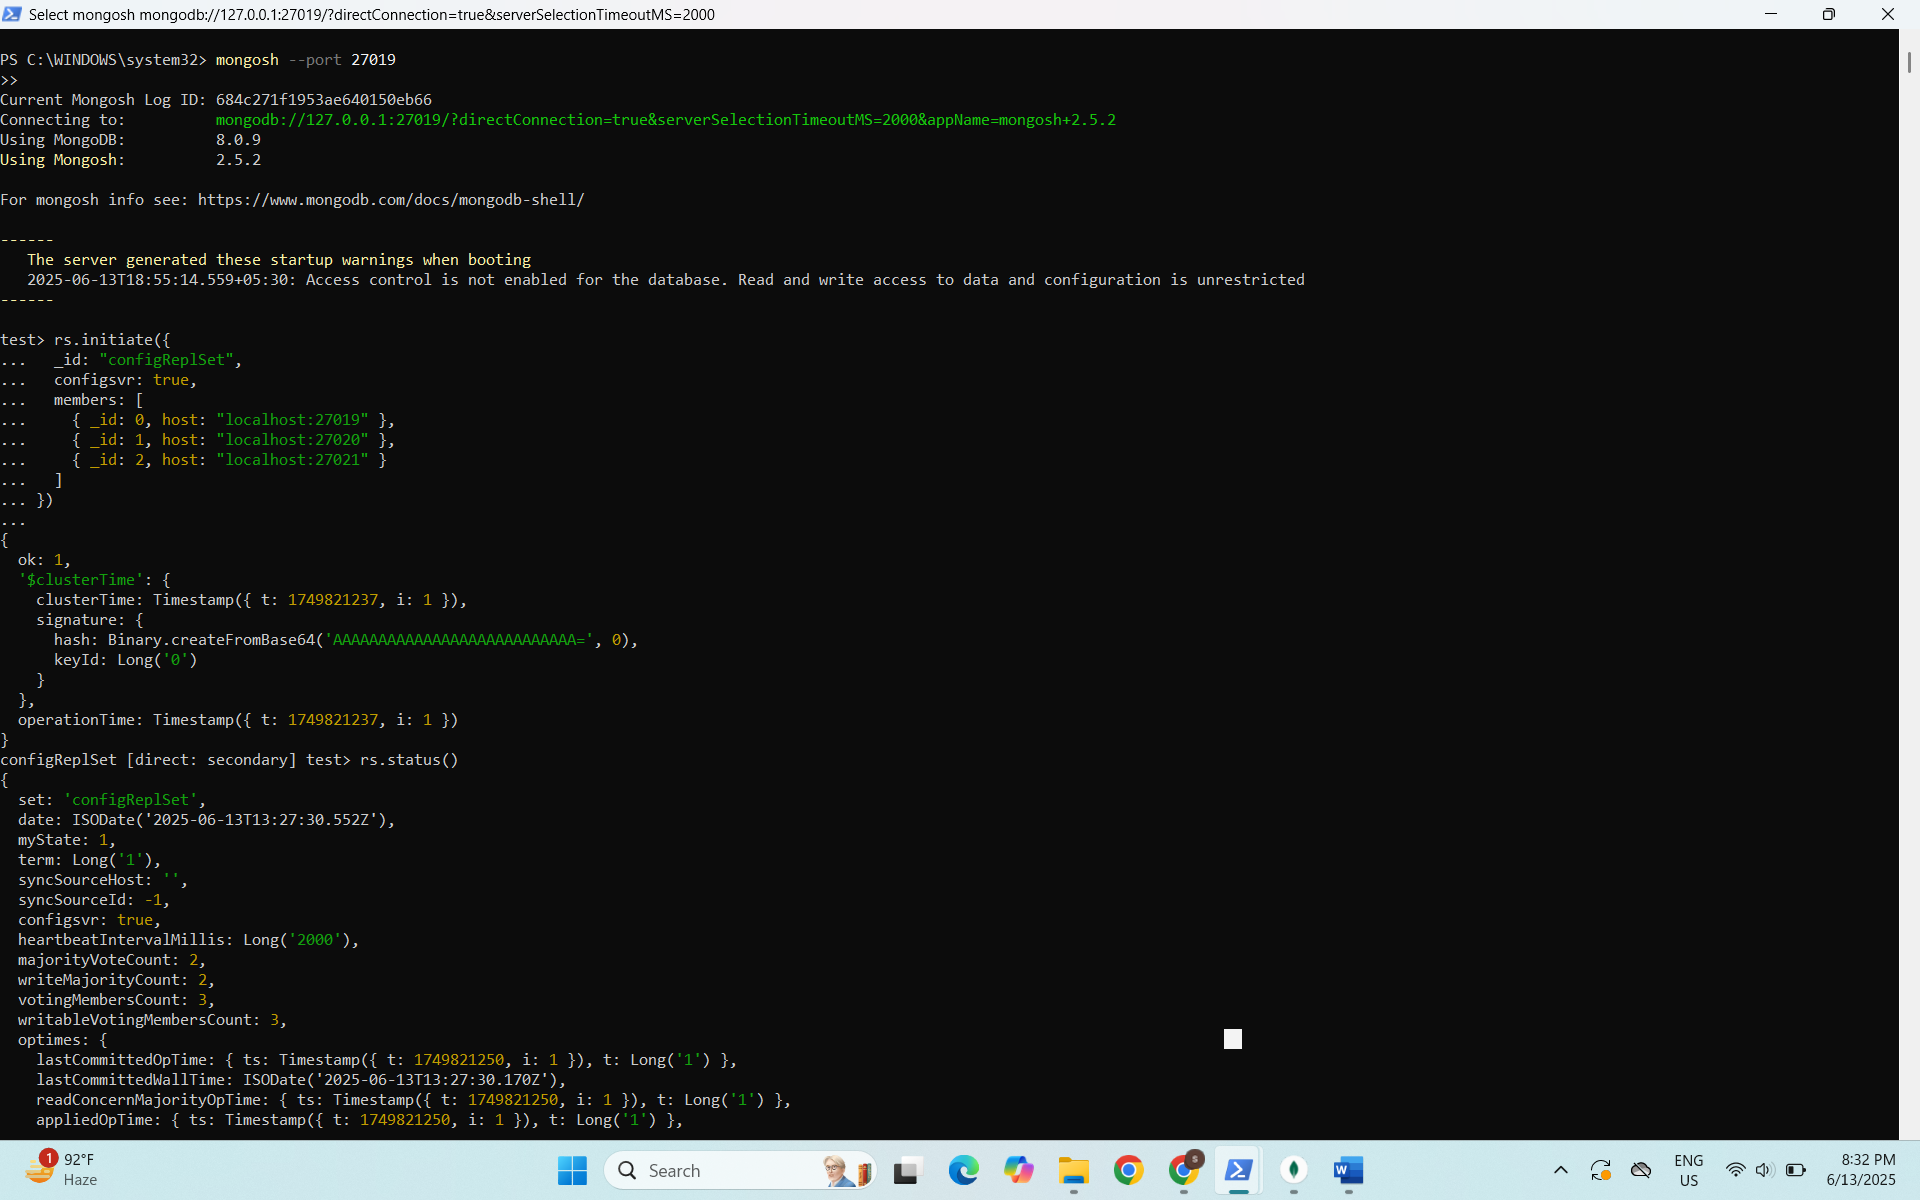 Select mongosh mongodb://127.0.0.1:27019/?directConnection=true&serverSelectionTimeoutMS=2000
PS C:\WINDOWS\system32> mongosh --port 27019
>>
Current Mongosh Log ID: 684c271f1953ae640150eb66
Connecting to:          mongodb://127.0.0.1:27019/?directConnection=true&serverSelectionTimeoutMS=2000&appName=mongosh+2.5.2
Using MongoDB:          8.0.9
Using Mongosh:          2.5.2
For mongosh info see: https://www.mongodb.com/docs/mongodb-shell/
------
   The server generated these startup warnings when booting
   2025-06-13T18:55:14.559+05:30: Access control is not enabled for the database. Read and write access to data and configuration is unrestricted
------
test> rs.initiate({
...   _id: "configReplSet",
...   configsvr: true,
...   members: [
...     { _id: 0, host: "localhost:27019" },
...     { _id: 1, host: "localhost:27020" },
...     { _id: 2, host: "localhost:27021" }
...   ]
... })
...
{
  ok: 1,
  '$clusterTime': {
    clusterTime: Timestamp({ t: 1749821237, i: 1 }),
    signature: {
      hash: Binary.createFromBase64('AAAAAAAAAAAAAAAAAAAAAAAAAAA=', 0),
      keyId: Long('0')
    }
  },
  operationTime: Timestamp({ t: 1749821237, i: 1 })
}
configReplSet [direct: secondary] test> rs.status()
{
  set: 'configReplSet',
  date: ISODate('2025-06-13T13:27:30.552Z'),
  myState: 1,
  term: Long('1'),
  syncSourceHost: '',
  syncSourceId: -1,
  configsvr: true,
  heartbeatIntervalMillis: Long('2000'),
  majorityVoteCount: 2,
  writeMajorityCount: 2,
  votingMembersCount: 3,
  writableVotingMembersCount: 3,
  optimes: {
    lastCommittedOpTime: { ts: Timestamp({ t: 1749821250, i: 1 }), t: Long('1') },
    lastCommittedWallTime: ISODate('2025-06-13T13:27:30.170Z'),
    readConcernMajorityOpTime: { ts: Timestamp({ t: 1749821250, i: 1 }), t: Long('1') },
    appliedOpTime: { ts: Timestamp({ t: 1749821250, i: 1 }), t: Long('1') },
1
92°F
Haze
Search
S
W
ENG
US
8:32 PM
6/13/2025